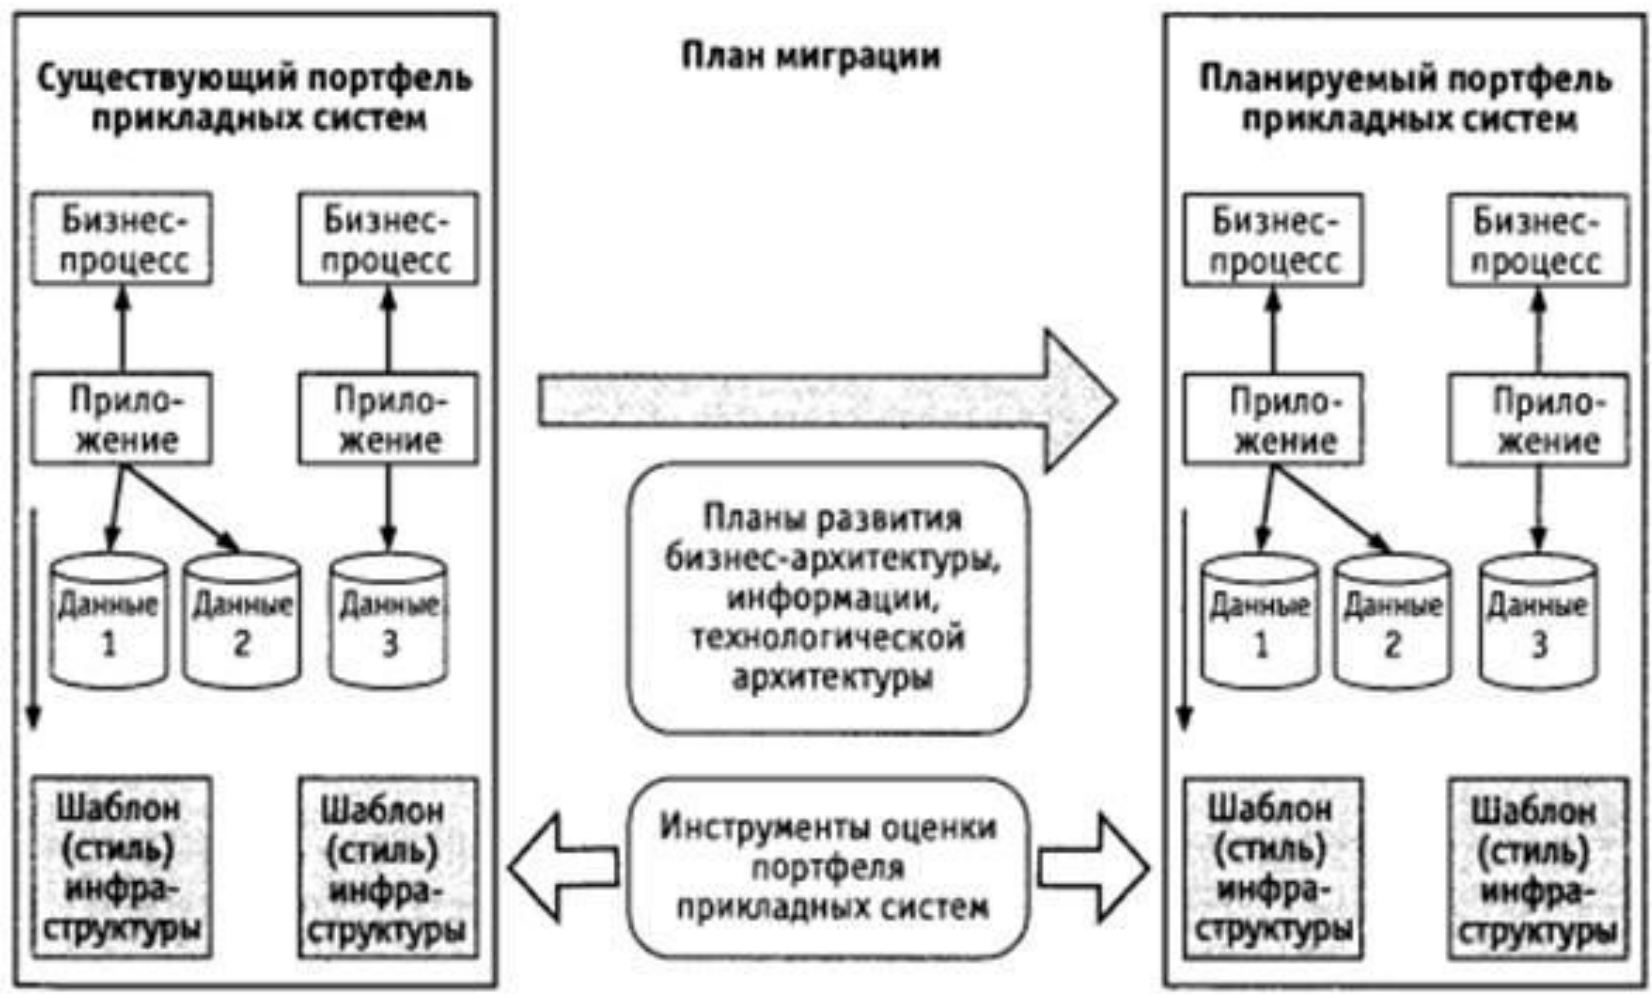 Существующий портфель
прикладных систем
Бизнес-
процесс
Бизнес-
процесс
Прило-
жение
Прило-
жение
Данные
1
Данные
2
Данные
3
Шаблон
(стиль)
инфра-
структуры
Шаблон
(стиль)
инфра-
структуры
План миграции
Планы развития
бизнес-архитектуры,
информации,
технологической
архитектуры
Инструменты оценки
портфеля
прикладных систем
Планируемый портфель
прикладных систем
Бизнес-
процесс
Бизнес-
процесс
Прило-
жение
Прило-
жение
Данные
1
Данные
2
Данные
3
Шаблон
(стиль)
инфра-
структуры
Шаблон
(стиль)
инфра-
структуры